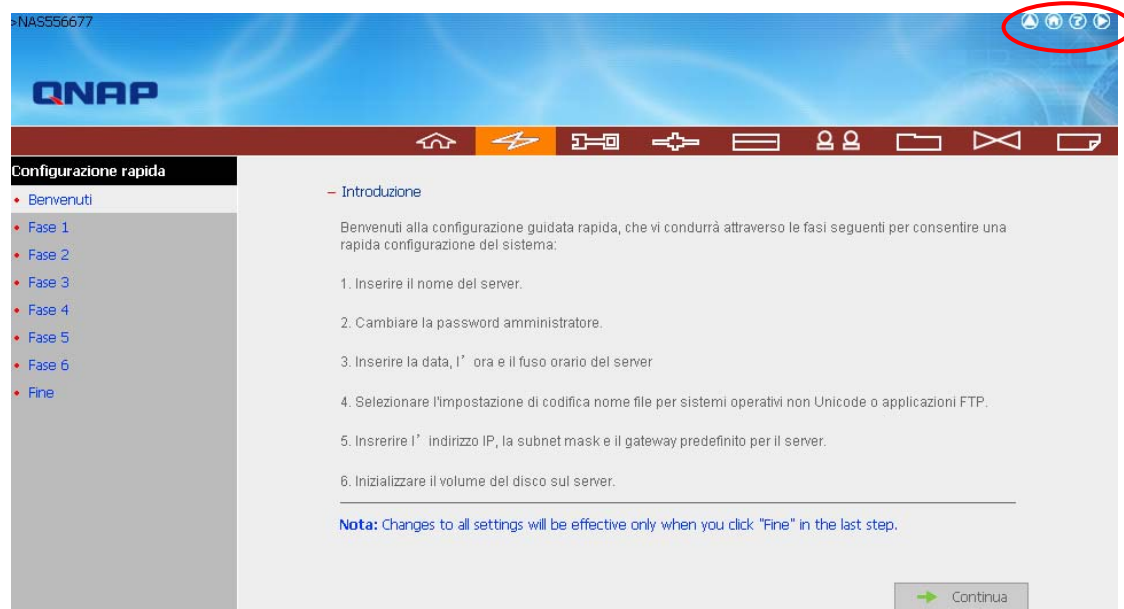 >NAS556677
QNAP
Configurazione rapida
Benvenuti
Fase 1
Fase 2
Fase 3
Fase 4
Fase 5
Fase 6
Fine
– Introduzione
Benvenuti alla configurazione guidata rapida, che vi condurrà attraverso le fasi seguenti per consentire una
rapida configurazione del sistema:
1. Inserire il nome del server.
2. Cambiare la password amministratore.
3. Inserire la data, l’ ora e il fuso orario del server
4. Selezionare l'impostazione di codifica nome file per sistemi operativi non Unicode o applicazioni FTP.
5. Insrerire l’ indirizzo IP, la subnet mask e il gateway predefinito per il server.
6. Inizializzare il volume del disco sul server.
Nota: Changes to all settings will be effective only when you click "Fine" in the last step.
Continua